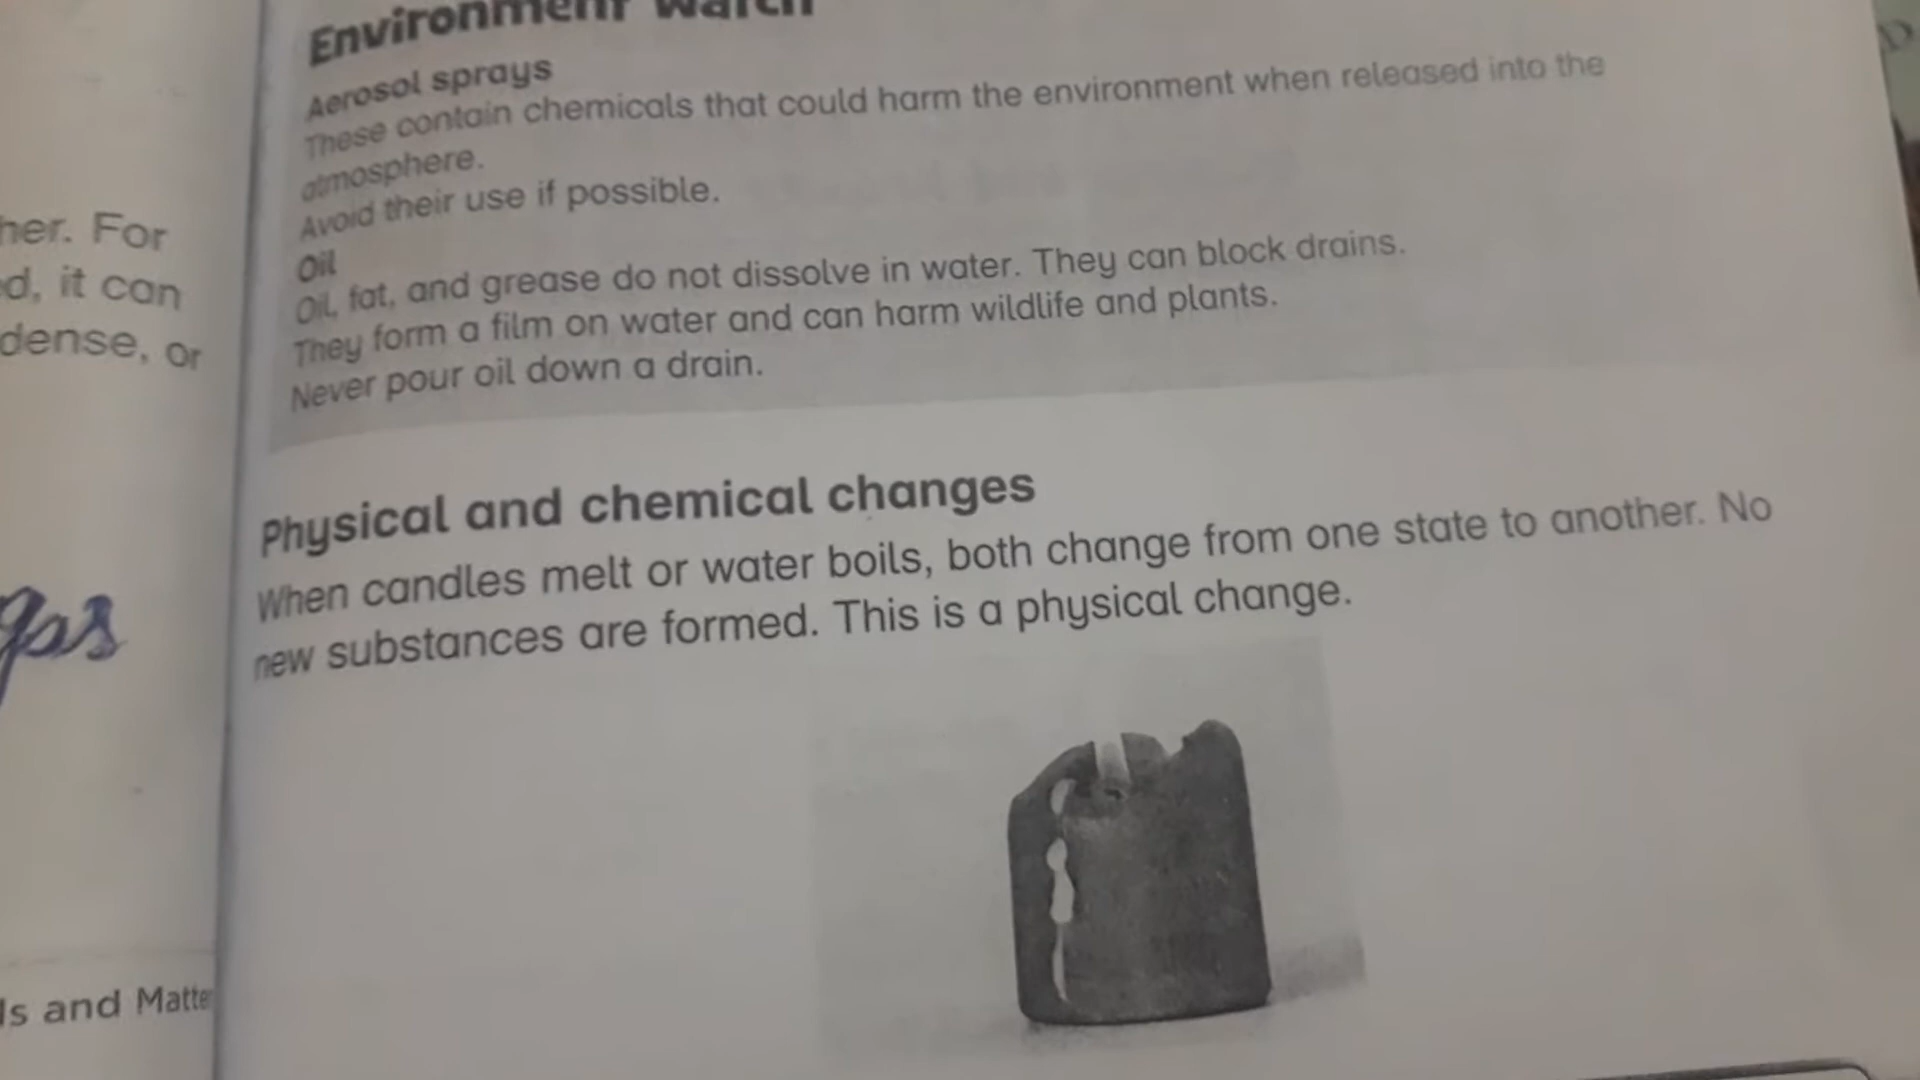 her. For
d, it can
dense, or
gas
ls and Matte
Environment Watch
Aerosol sprays
These contain chemicals that could harm the environment when released into the
atmosphere.
Avoid their use if possible.
Oil
Oil, fat, and grease do not dissolve in water. They can block drains.
They form a film on water and can harm wildlife and plants.
Never pour oil down a drain.
Physical and chemical changes
When candles melt or water boils, both change from one state to another. No
new substances are formed. This is a physical change.
D